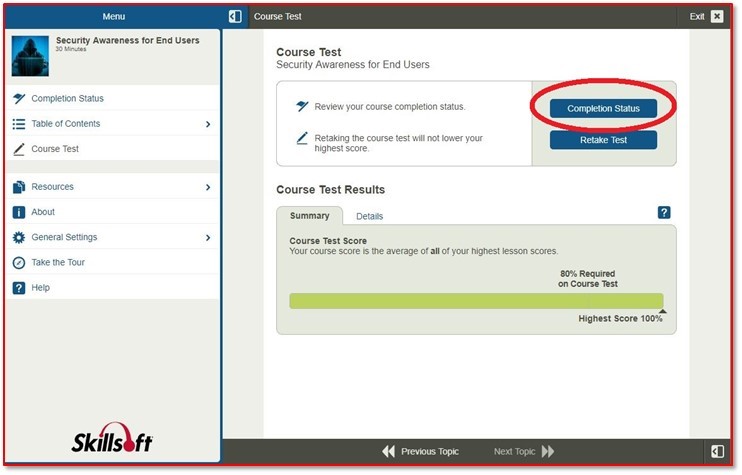 Menu
Course Test
Exit
Security Awareness for End Users
30 Minutes
Completion Status
Table of Contents
Course Test
Resources
About
General Settings
Take the Tour
Help
Skillsoft
Course Test
Security Awareness for End Users
Review your course completion status.
Completion Status
Retaking the course test will not lower your
highest score.
Retake Test
Course Test Results
Summary
Details
?
Course Test Score
Your course score is the average of all of your highest lesson scores.
80% Required
on Course Test
Highest Score 100%
Previous Topic
Next Topic